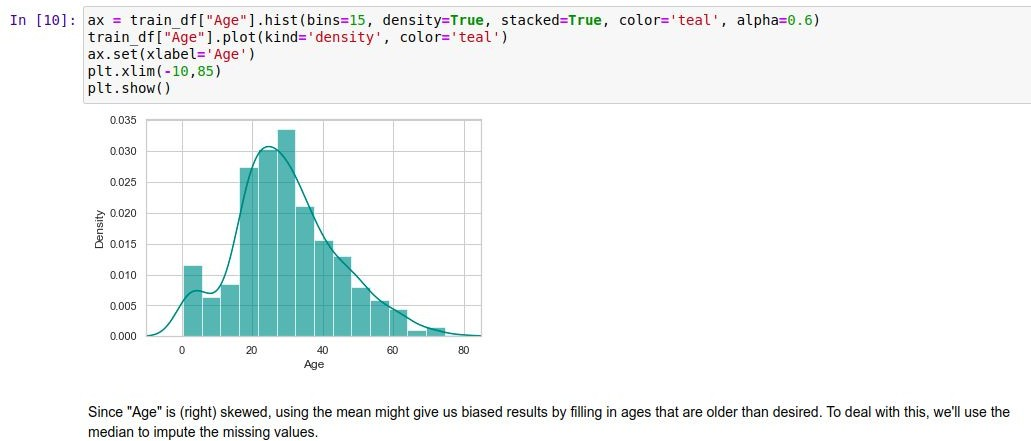 In [10]: ax = train_df["Age"].hist(bins=15, density=True, stacked=True, color='teal', alpha=0.6)
train_df["Age"].plot(kind='density', color='teal')
ax.set(xlabel='Age')
plt.xlim(-10,85)
plt.show()
0.035
0.030
0.025
0.020
0.015
0.010
0.005
0.000
Density
0 20 40 60 80
Age
Since "Age" is (right) skewed, using the mean might give us biased results by filling in ages that are older than desired. To deal with this, we'll use the
median to impute the missing values.